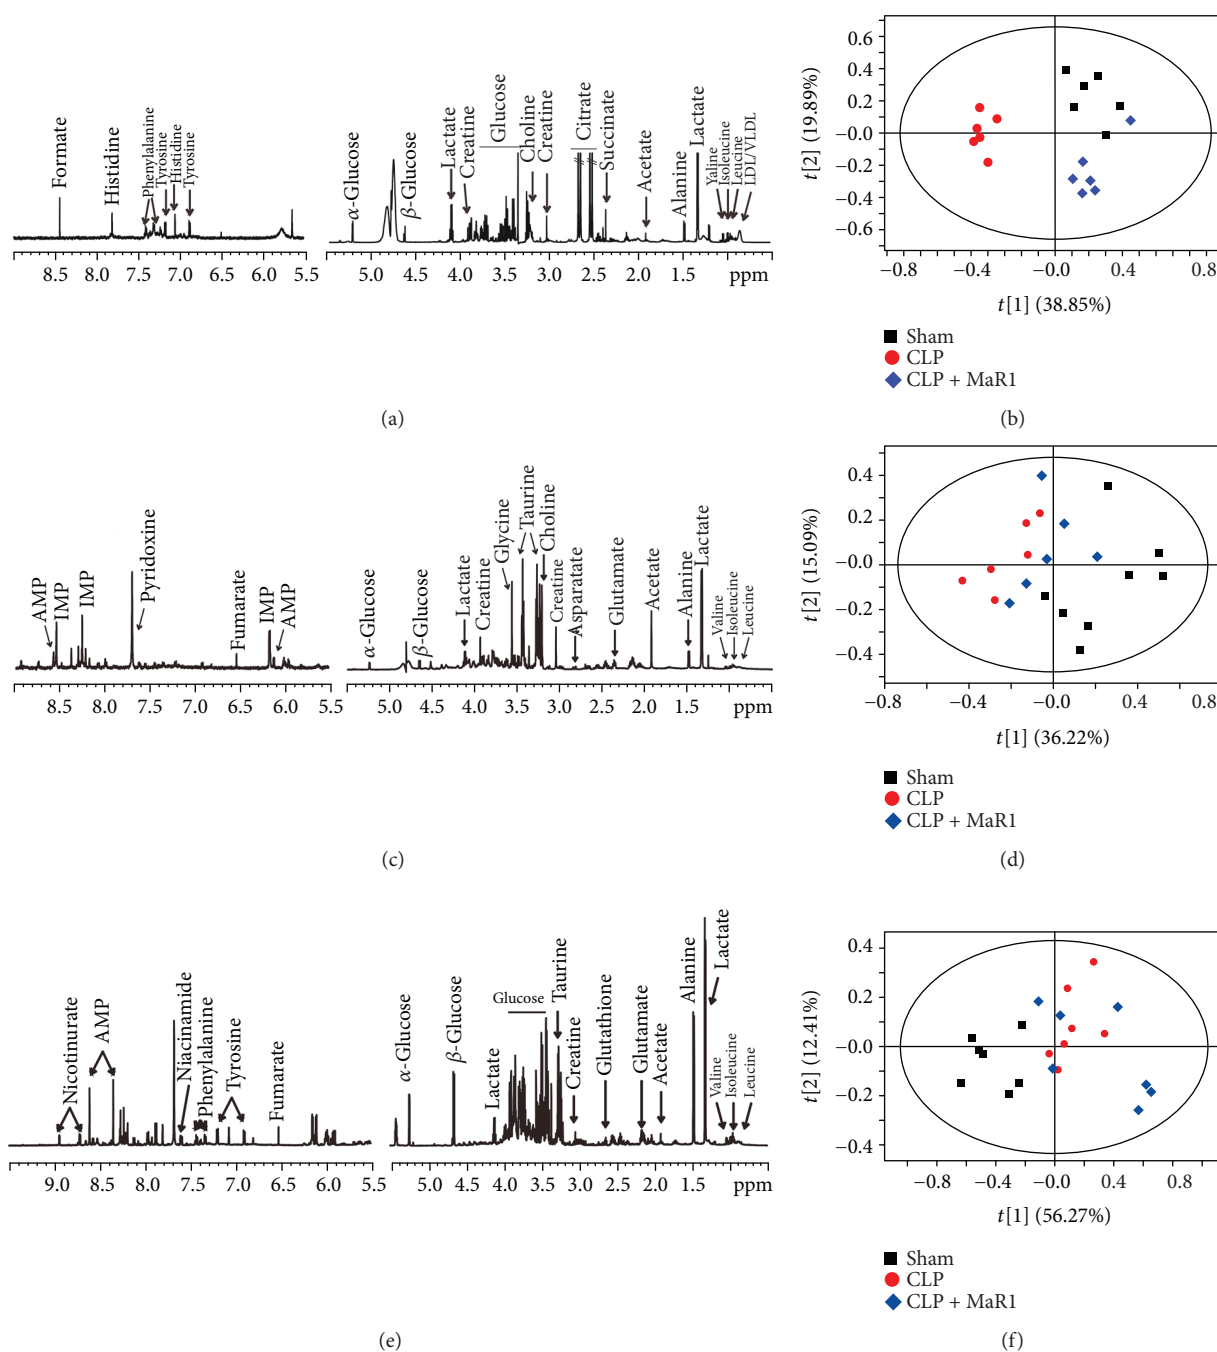 Formate
Histidine
Phenylalanine
Tyrosine
Histidine
Tyrosine
8.5 8.0 7.5 7.0 6.5 6.0 5.5
α-Glucose
β-Glucose
Lactate
Creatine
Glucose
Choline
Creatine
Citrate
Succinate
Acetate
Alanine
Lactate
Valine
Isoleucine
Leucine
LDL/VLDL
5.0 4.5 4.0 3.5 3.0 2.5 2.0 1.5 ppm
(a)
t[2] (19.89%)
0.6
0.4
0.2
−0.0
−0.2
−0.4
−0.6
−0.8 −0.4 −0.0 0.4 0.8
t[1] (38.85%)
Sham
CLP
CLP + MaR1
(b)
AMP
IMP
IMP
Pyridoxine
Fumarate
IMP
AMP
8.5 8.0 7.5 7.0 6.5 6.0 5.5
α-Glucose
β-Glucose
Lactate
Creatine
Glycine
Taurine
Choline
Creatine
Asparatate
Glutamate
Acetate
Alanine
Lactate
Valine
Isoleucine
Leucine
5.0 4.5 4.0 3.5 3.0 2.5 2.0 1.5 ppm
(c)
t[2] (15.09%)
0.4
0.2
−0.0
−0.2
−0.4
−0.8 −0.4 −0.0 0.4 0.8
t[1] (36.22%)
Sham
CLP
CLP + MaR1
(d)
Nicotinurate
AMP
Niacinamide
Phenylalanine
Tyrosine
Fumarate
9.0 8.5 8.0 7.5 7.0 6.5 6.0 5.5
α-Glucose
β-Glucose
Lactate
Glucose
Taurine
Creatine
Glutathione
Glutamate
Acetate
Alanine
Lactate
Valine
Isoleucine
Leucine
5.0 4.5 4.0 3.5 3.0 2.5 2.0 1.5 ppm
(e)
t[2] (12.41%)
0.4
0.2
−0.0
−0.2
−0.4
−0.8 −0.4 −0.0 0.4 0.8
t[1] (56.27%)
Sham
CLP
CLP + MaR1
(f)